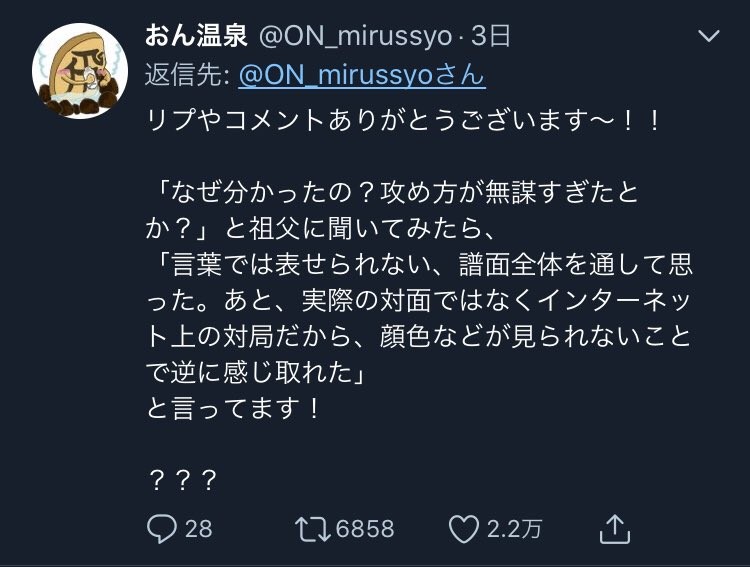 おん温泉 @ON_mirussyo · 3日
返信先: @ON_mirussyoさん
リプやコメントありがとうございます〜！！
「なぜ分かったの？攻め方が無謀すぎたと
か？」と祖父に聞いてみたら、
「言葉では表せられない、譜面全体を通して思
った。あと、実際の対面ではなくインターネッ
ト上の対局だから、顔色などが見られないこと
で逆に感じ取れた」
と言ってます！
？？？
28 6858 2.2万